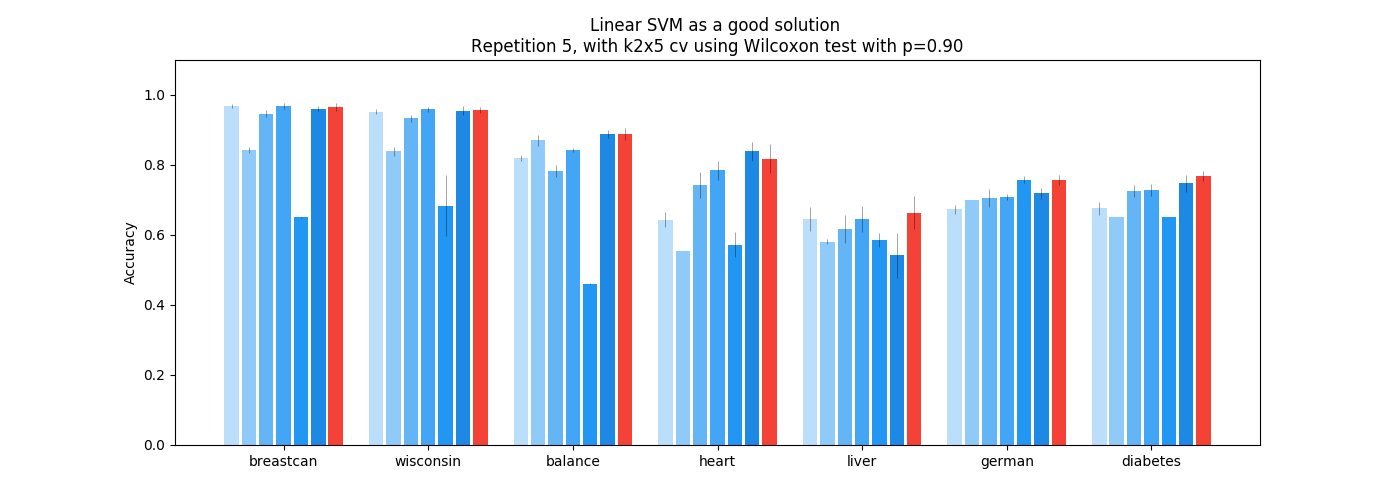 Linear SVM as a good solution
Repetition 5, with k2x5 cv using Wilcoxon test with p=0.90
Accuracy
1.0
0.8
0.6
0.4
0.2
0.0
breastcan wisconsin balance heart liver german diabetes